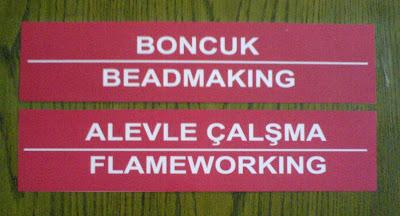 BONCUK
BEADMAKING
ALEVLE ÇALŞMA
FLAMEWORKING